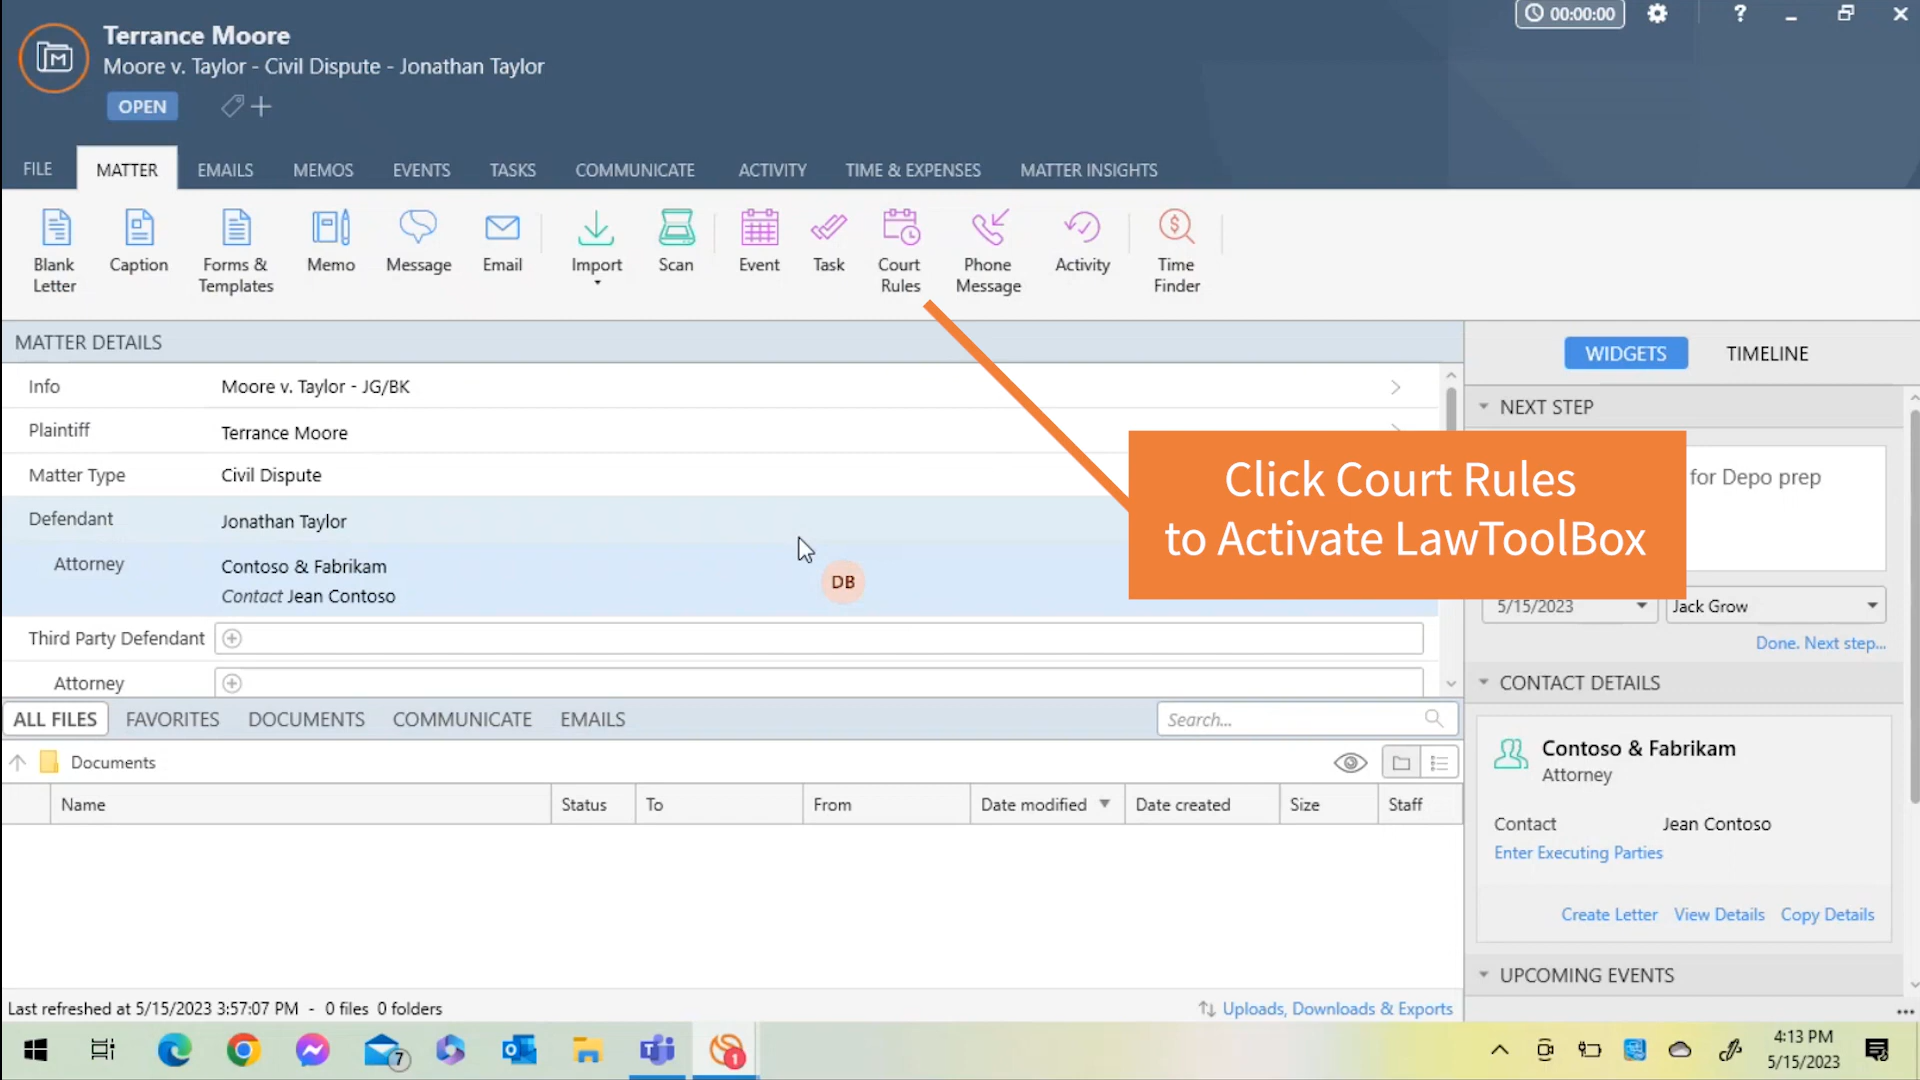 00:00:00
?
Terrance Moore
Moore v. Taylor - Civil Dispute - Jonathan Taylor
OPEN
FILE MATTER EMAILS MEMOS EVENTS TASKS COMMUNICATE ACTIVITY TIME & EXPENSES MATTER INSIGHTS
Blank Letter
Caption
Forms & Templates
Memo
Message
Email
Import
Scan
Event
Task
Court Rules
Phone Message
Activity
Time Finder
MATTER DETAILS
Info Moore v. Taylor - JG/BK
Plaintiff Terrance Moore
Matter Type Civil Dispute
Defendant Jonathan Taylor
Attorney Contoso & Fabrikam
Contact Jean Contoso
DB
Third Party Defendant
Attorney
Click Court Rules
to Activate LawToolBox
WIDGETS TIMELINE
NEXT STEP
for Depo prep
5/15/2023 Jack Grow
Done. Next step...
CONTACT DETAILS
Contoso & Fabrikam
Attorney
Contact Jean Contoso
Enter Executing Parties
Create Letter View Details Copy Details
UPCOMING EVENTS
ALL FILES FAVORITES DOCUMENTS COMMUNICATE EMAILS Search...
Documents
Name Status To From Date modified Date created Size Staff
Last refreshed at 5/15/2023 3:57:07 PM - 0 files 0 folders Uploads, Downloads & Exports
7
1
4:13 PM
5/15/2023